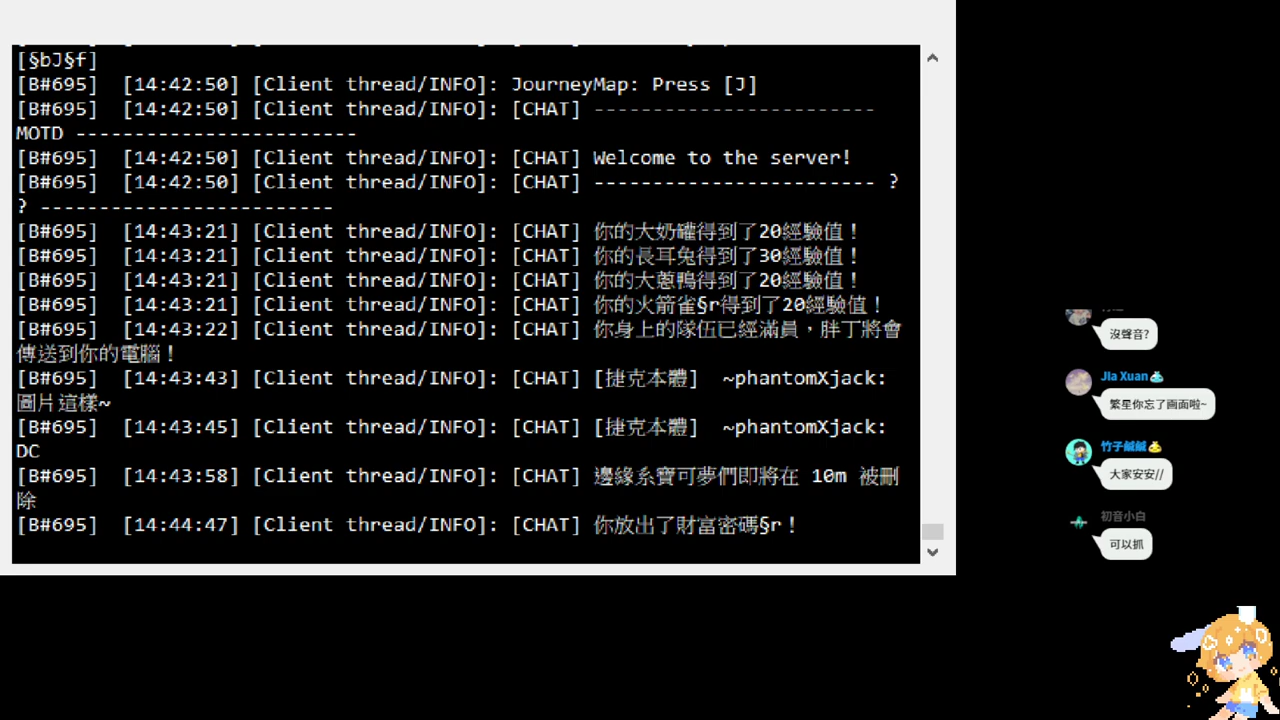 [§bJ§f]
[B#695] [14:42:50] [Client thread/INFO]: JourneyMap: Press [J]
[B#695] [14:42:50] [Client thread/INFO]: [CHAT] ------------------------
MOTD ------------------------
[B#695] [14:42:50] [Client thread/INFO]: [CHAT] Welcome to the server!
[B#695] [14:42:50] [Client thread/INFO]: [CHAT] ------------------------ ?
? -------------------------
[B#695] [14:43:21] [Client thread/INFO]: [CHAT] 你的大奶罐得到了20經驗值！
[B#695] [14:43:21] [Client thread/INFO]: [CHAT] 你的長耳兔得到了30經驗值！
[B#695] [14:43:21] [Client thread/INFO]: [CHAT] 你的大蔥鴨得到了20經驗值！
[B#695] [14:43:21] [Client thread/INFO]: [CHAT] 你的火箭雀§r得到了20經驗值！
[B#695] [14:43:22] [Client thread/INFO]: [CHAT] 你身上的隊伍已經滿員，胖丁將會
傳送到你的電腦！
[B#695] [14:43:43] [Client thread/INFO]: [CHAT] [捷克本體] ~phantomXjack:
圖片這樣~
[B#695] [14:43:45] [Client thread/INFO]: [CHAT] [捷克本體] ~phantomXjack:
DC
[B#695] [14:43:58] [Client thread/INFO]: [CHAT] 邊緣系寶可夢們即將在 10m 被刪
除
[B#695] [14:44:47] [Client thread/INFO]: [CHAT] 你放出了財富密碼§r！
沒聲音?
JIa Xuan
繁星你忘了画面啦~
竹子鹹鹹
大家安安//
初音小白
可以抓